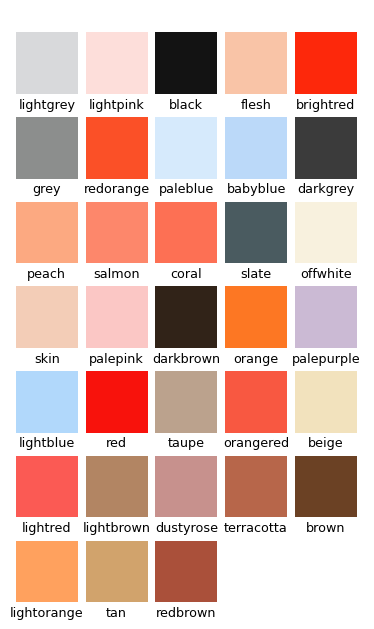 lightgrey lightpink black flesh brightred
grey redorange paleblue babyblue darkgrey
peach salmon coral slate offwhite
skin palepink darkbrown orange palepurple
lightblue red taupe orangered beige
lightred lightbrown dustyrose terracotta brown
lightorange tan redbrown